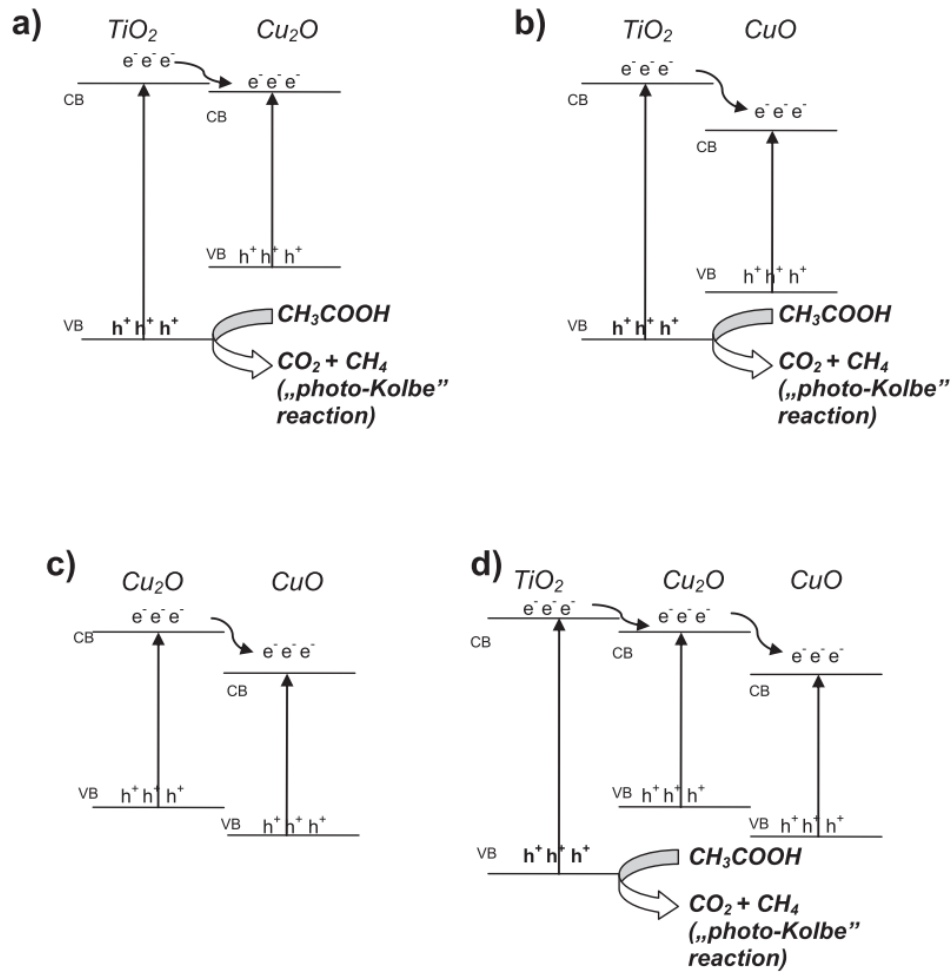 a)
TiO₂ Cu₂O
e⁻ e⁻ e⁻
e⁻ e⁻ e⁻
CB
CB
VB h⁺ h⁺ h⁺
VB h⁺ h⁺ h⁺
CH₃COOH
CO₂ + CH₄
(„photo-Kolbe”
reaction)
b)
TiO₂ CuO
e⁻ e⁻ e⁻
e⁻ e⁻ e⁻
CB
CB
VB h⁺ h⁺ h⁺
VB h⁺ h⁺ h⁺
CH₃COOH
CO₂ + CH₄
(„photo-Kolbe”
reaction)
c)
Cu₂O CuO
e⁻ e⁻ e⁻
CB
e⁻ e⁻ e⁻
CB
VB h⁺ h⁺ h⁺
VB h⁺ h⁺ h⁺
d)
TiO₂ Cu₂O CuO
e⁻ e⁻ e⁻ e⁻ e⁻ e⁻
CB CB
e⁻ e⁻ e⁻
CB
VB h⁺ h⁺ h⁺
VB h⁺ h⁺ h⁺
VB h⁺ h⁺ h⁺
CH₃COOH
CO₂ + CH₄
(„photo-Kolbe”
reaction)